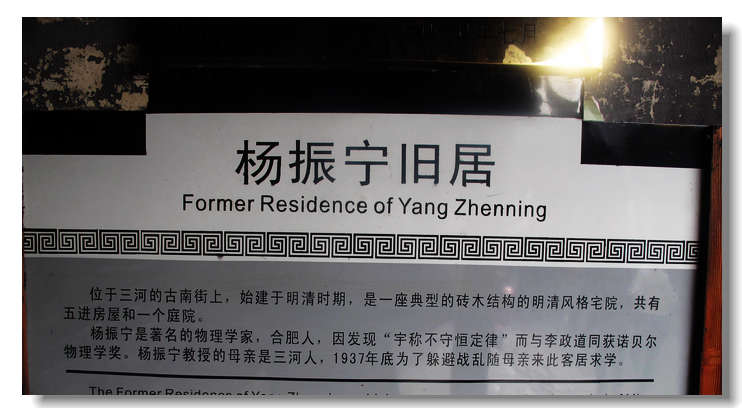 杨振宁旧居
Former Residence of Yang Zhenning
位于三河的古南街上，始建于明清时期，是一座典型的砖木结构的明清风格宅院，共有
五进房屋和一个庭院。
杨振宁是著名的物理学家，合肥人，因发现“宇称不守恒定律”而与李政道同获诺贝尔
物理学奖。杨振宁教授的母亲是三河人，1937年底为了躲避战乱随母亲来此客居求学。
The Former Residence of Yang